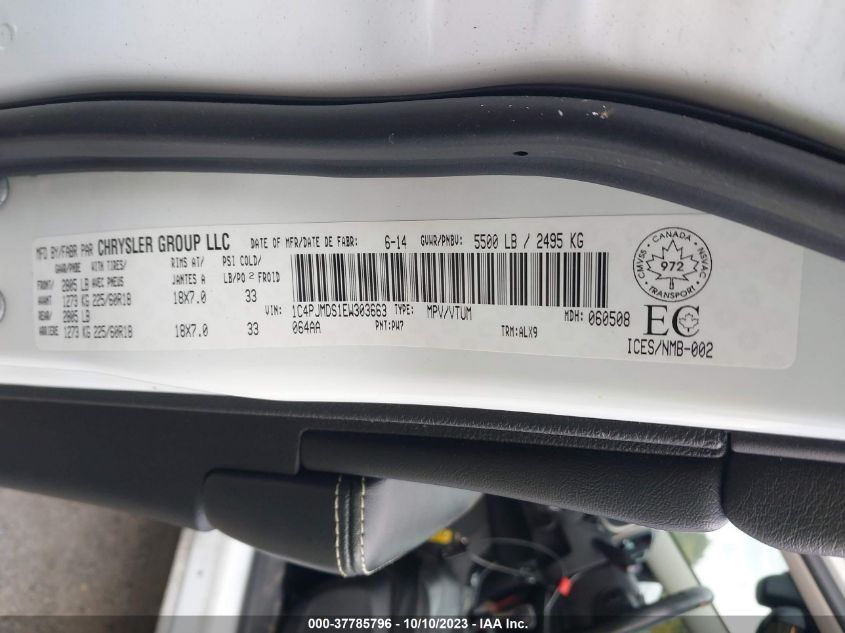 MFD BY/FABR PAR CHRYSLER GROUP LLC DATE OF MFR/DATE DE FABR: 6-14 GVWR/PNBV: 5500 LB / 2495 KG
GAWR/PNBE WITH TIRES/ RIMS AT/ PSI COLD/
FRONT/ 2805 LB AVEC PNEUS JANTES A LB/PO² FROID
AVANT 1273 KG 225/60R18 18X7.0 33
REAR/ 2805 LB
ARRIERE 1273 KG 225/60R18 18X7.0 33
VIN: 1C4PJMDS1EW303663 TYPE: MPV/VTUM MDH: 060508
064AA PNT:PW7 TRM:ALX9
CMVSS • CANADA • NSVAC
972
TRANSPORT
EC
ICES/NMB-002
000-37785796 - 10/10/2023 - IAA Inc.